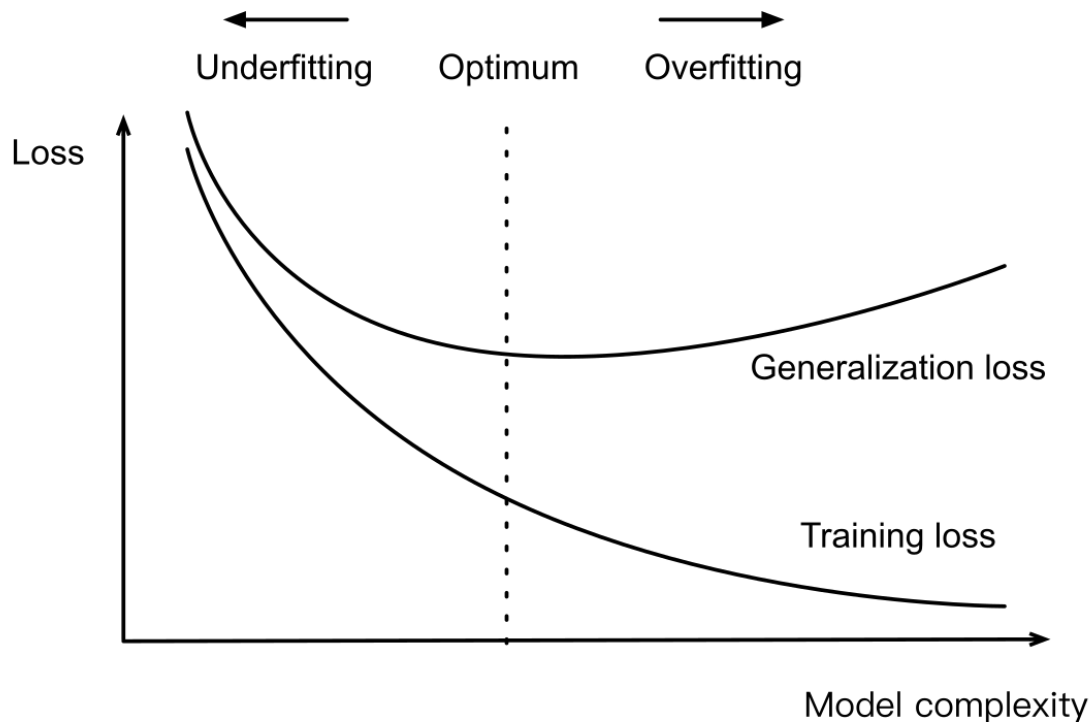 Underfitting Optimum Overfitting
Loss
Generalization loss
Training loss
Model complexity